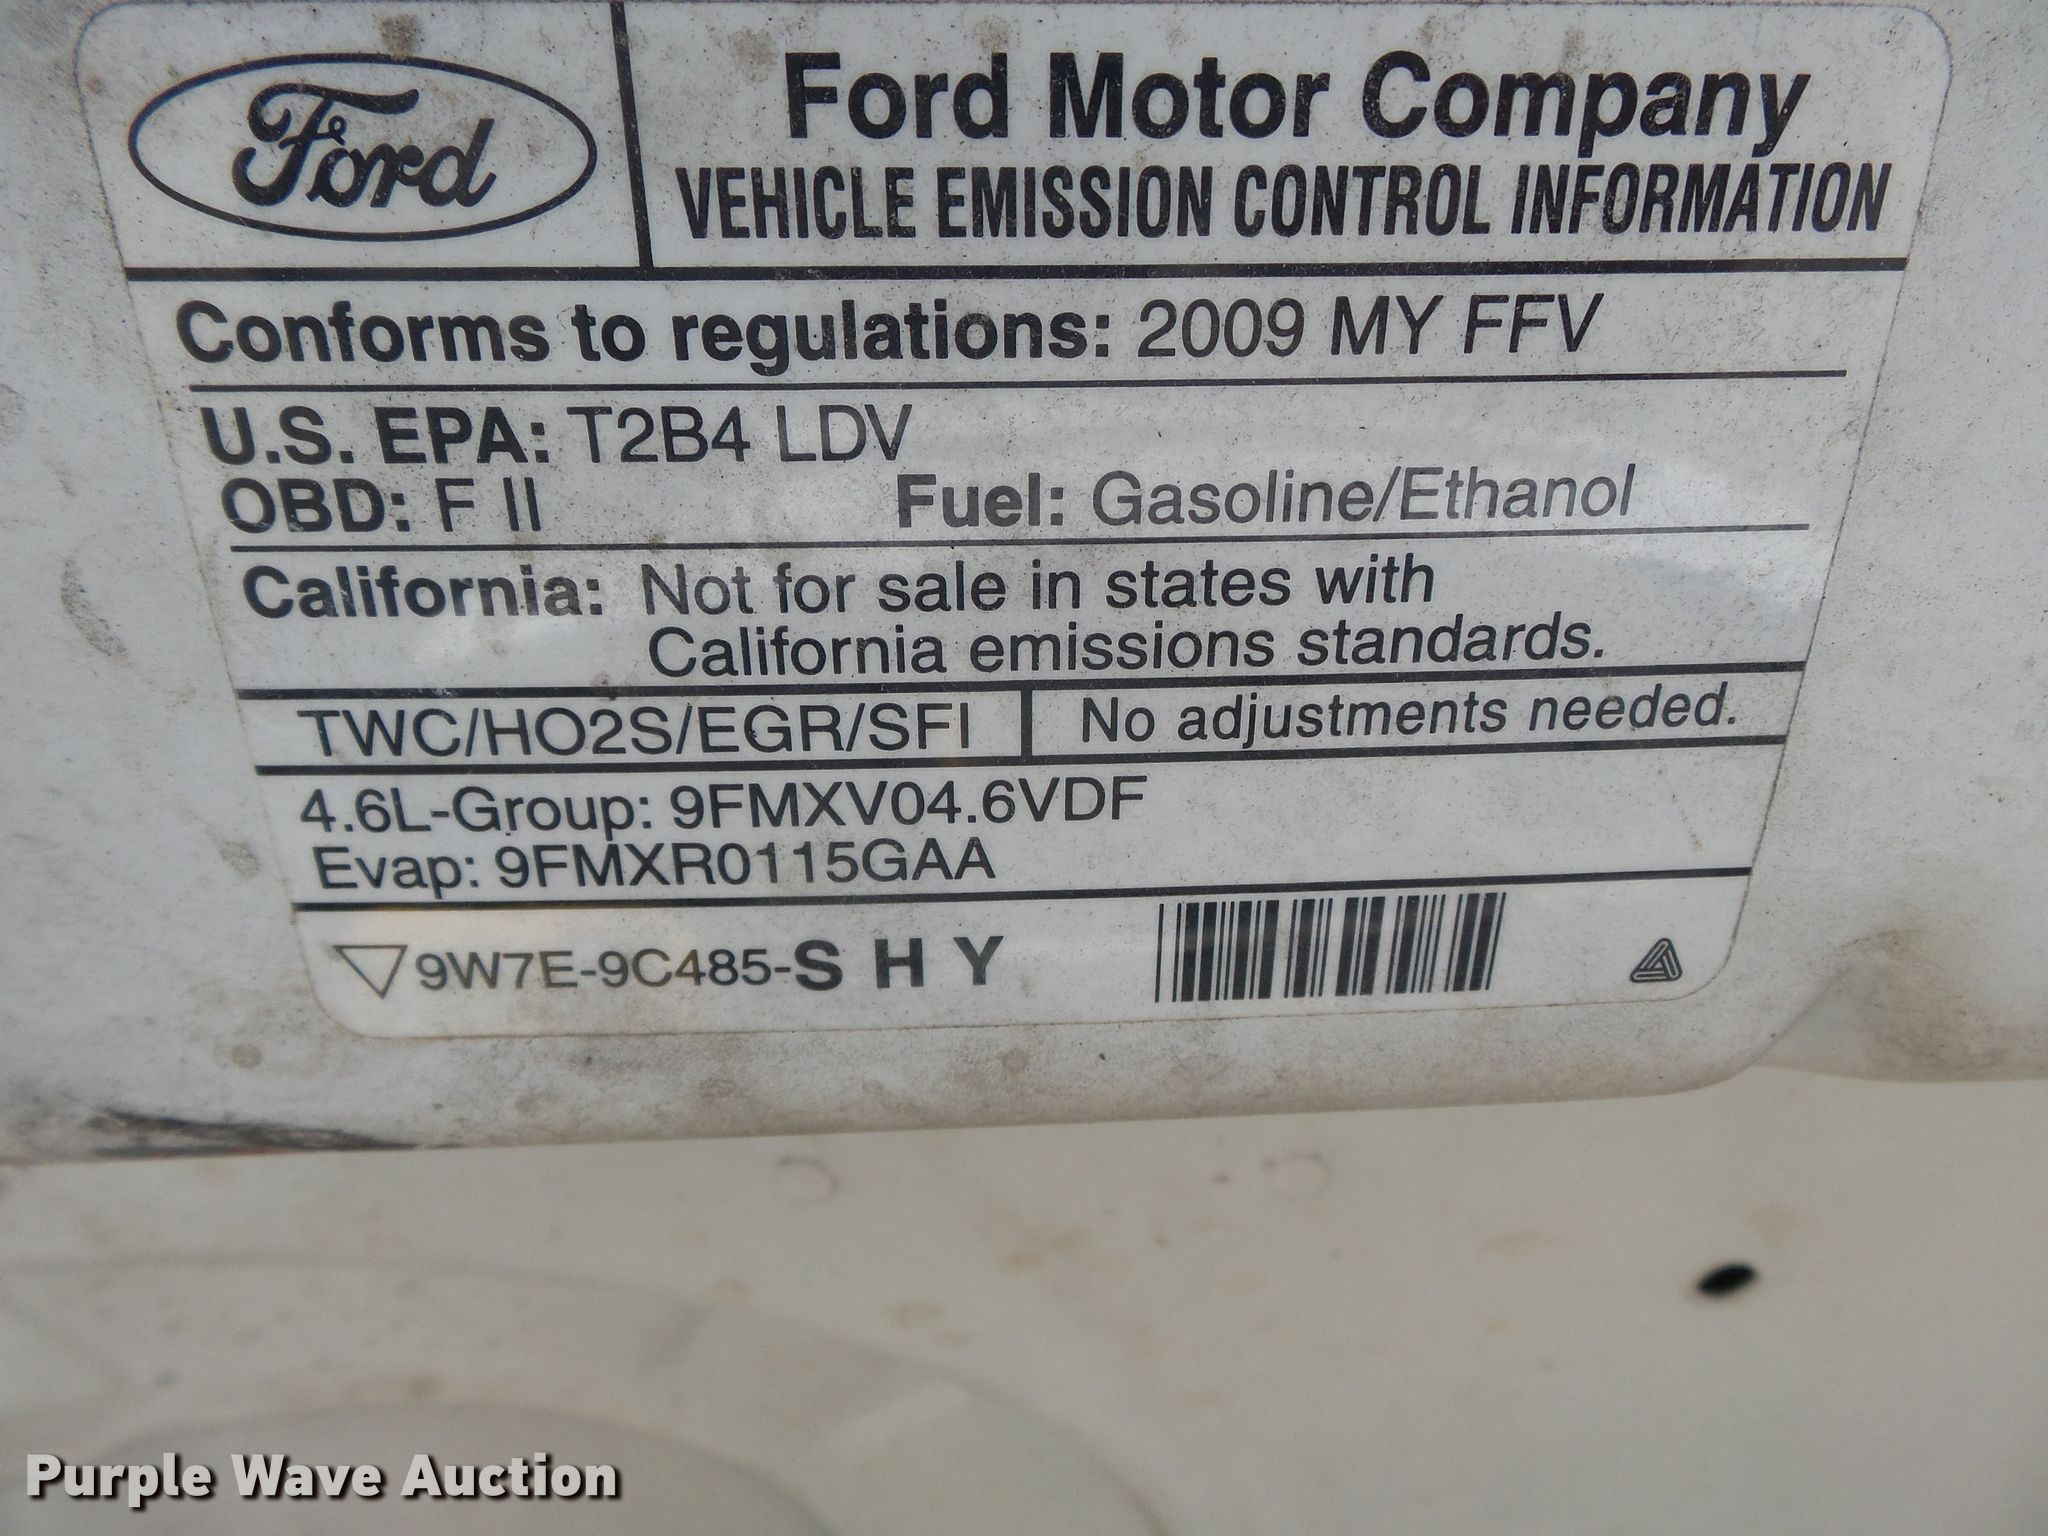 Ford
Ford Motor Company
VEHICLE EMISSION CONTROL INFORMATION
Conforms to regulations: 2009 MY FFV
U.S. EPA: T2B4 LDV
OBD: F II Fuel: Gasoline/Ethanol
California: Not for sale in states with
California emissions standards.
TWC/HO2S/EGR/SFI No adjustments needed.
4.6L-Group: 9FMXV04.6VDF
Evap: 9FMXR0115GAA
9W7E-9C485-S H Y
Purple Wave Auction